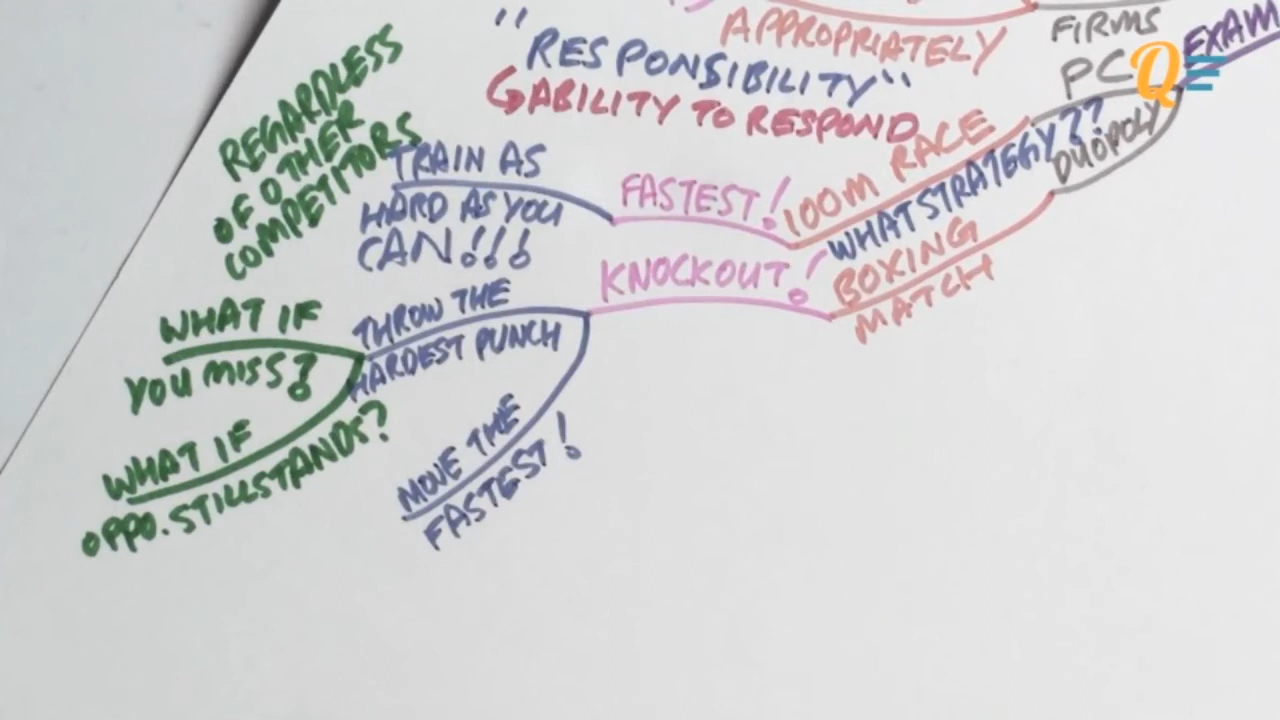 APPROPRIATELY
FIRMS
PC
EXAM
"RESPONSIBILITY"
ABILITY TO RESPOND
DUOPOLY
WHAT STRATEGY??
100M RACE
FASTEST!
TRAIN AS
HARD AS YOU
CAN!!!
REGARDLESS
OF OTHER
COMPETITORS
BOXING
MATCH
KNOCKOUT!
THROW THE
HARDEST PUNCH
WHAT IF
YOU MISS?
WHAT IF
OPPO. STILL STANDS?
MOVE THE
FASTEST!